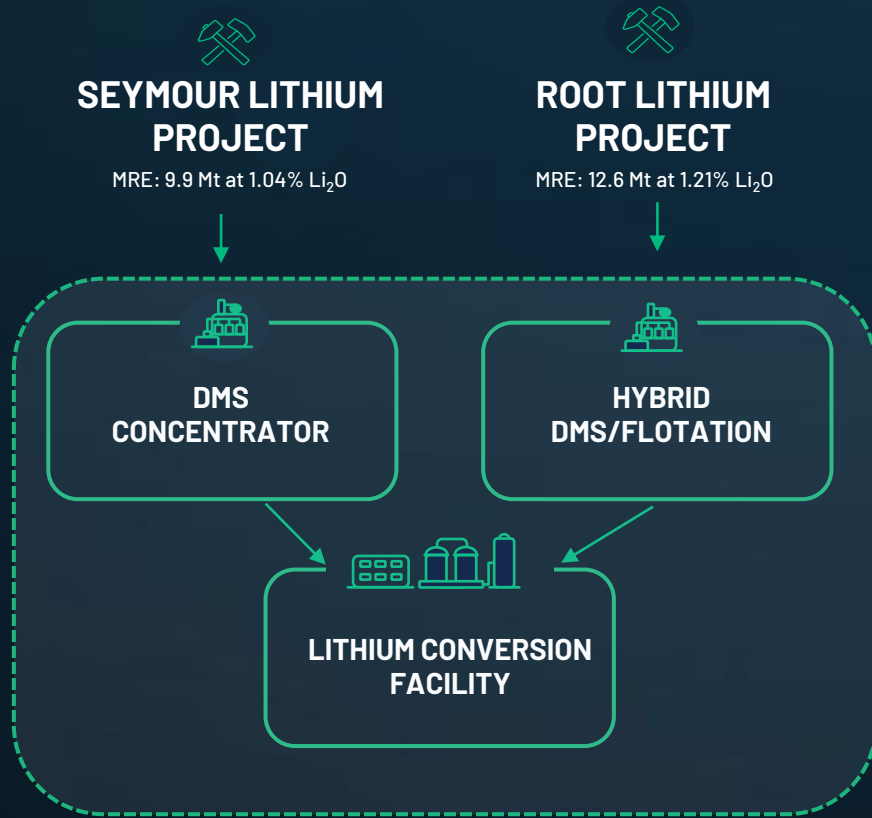 SEYMOUR LITHIUM
PROJECT
MRE: 9.9 Mt at 1.04% Li₂O
ROOT LITHIUM
PROJECT
MRE: 12.6 Mt at 1.21% Li₂O
DMS
CONCENTRATOR
HYBRID
DMS/FLOTATION
LITHIUM CONVERSION
FACILITY